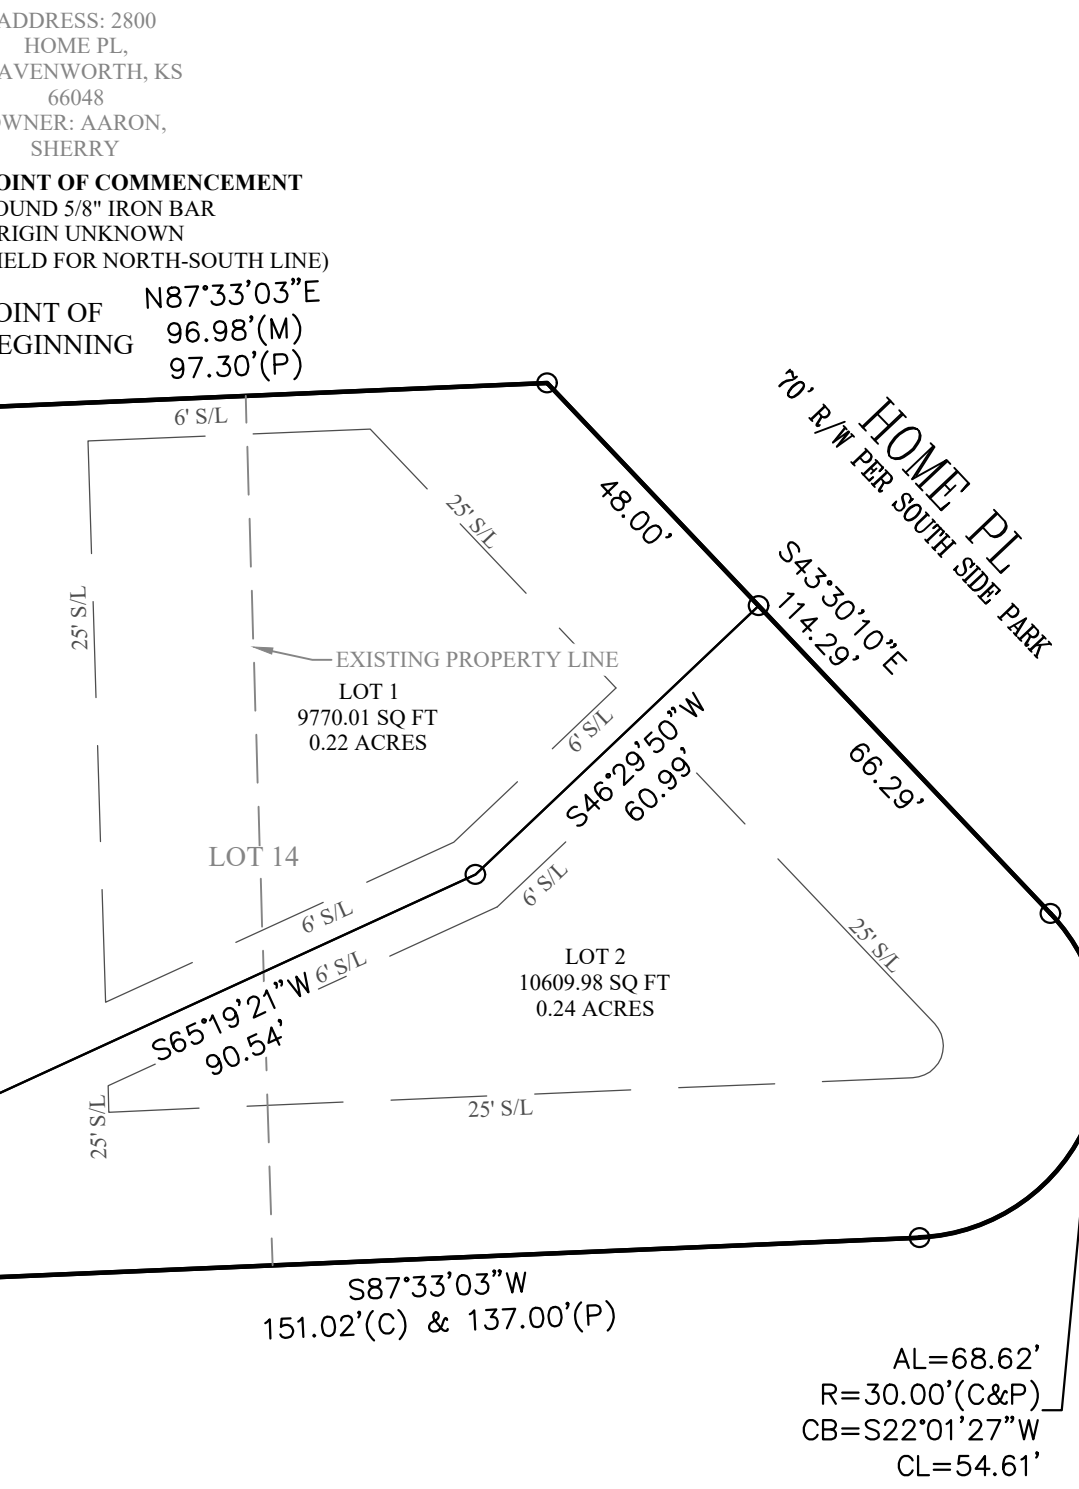 ADDRESS: 2800
HOME PL,
AVENWORTH, KS
66048
OWNER: AARON,
SHERRY
OINT OF COMMENCEMENT
OUND 5/8" IRON BAR
RIGIN UNKNOWN
IELD FOR NORTH-SOUTH LINE)
OINT OF
EGINNING
N87°33'03"E
96.98'(M)
97.30'(P)
6' S/L
25' S/L
48.00'
HOME PL
70' R/W PER SOUTH SIDE PARK
S43°30'10"E
114.29'
25' S/L
EXISTING PROPERTY LINE
LOT 1
9770.01 SQ FT
0.22 ACRES
6' S/L
S46°29'50"W
60.99'
66.29'
LOT 14
6' S/L
6' S/L
6' S/L
25' S/L
LOT 2
10609.98 SQ FT
0.24 ACRES
S65°19'21"W
90.54'
25' S/L
25' S/L
S87°33'03"W
151.02'(C) & 137.00'(P)
AL=68.62'
R=30.00'(C&P)
CB=S22°01'27"W
CL=54.61'